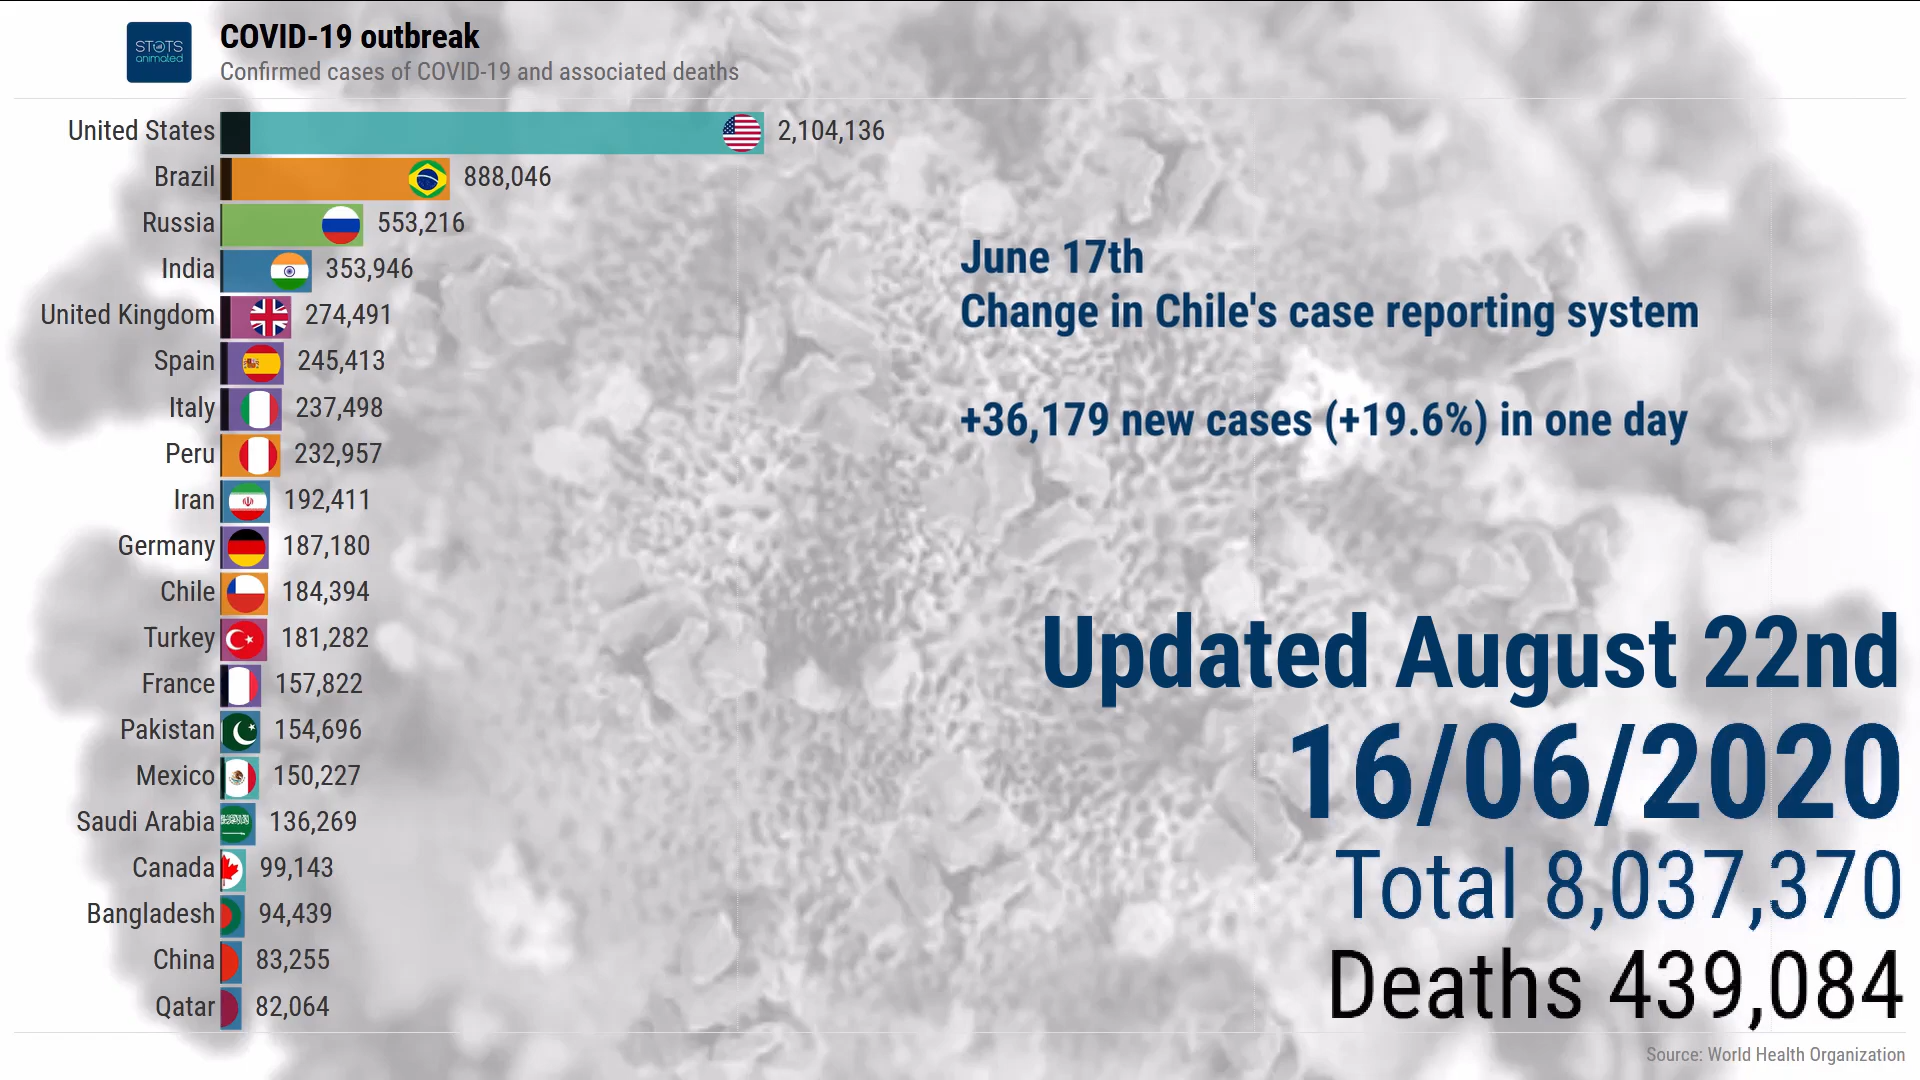 STATS
animated
COVID-19 outbreak
Confirmed cases of COVID-19 and associated deaths
United States 2,104,136
Brazil 888,046
Russia 553,216
India 353,946
United Kingdom 274,491
Spain 245,413
Italy 237,498
Peru 232,957
Iran 192,411
Germany 187,180
Chile 184,394
Turkey 181,282
France 157,822
Pakistan 154,696
Mexico 150,227
Saudi Arabia 136,269
Canada 99,143
Bangladesh 94,439
China 83,255
Qatar 82,064
June 17th
Change in Chile's case reporting system
+36,179 new cases (+19.6%) in one day
Updated August 22nd
16/06/2020
Total 8,037,370
Deaths 439,084
Source: World Health Organization